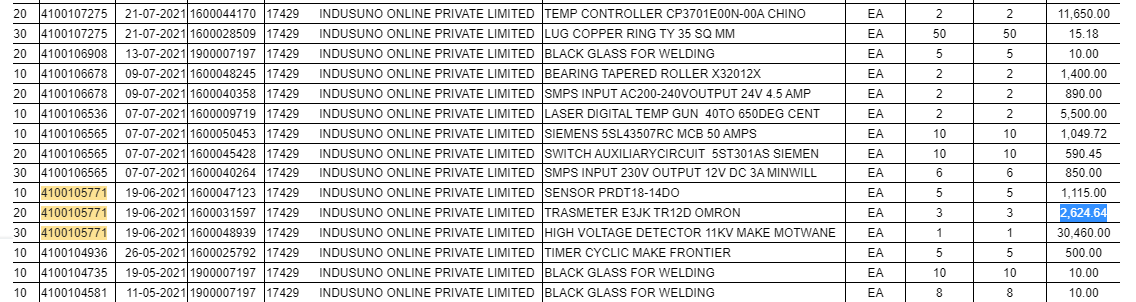 20 4100107275 21-07-2021 1600044170 17429 INDUSUNO ONLINE PRIVATE LIMITED TEMP CONTROLLER CP3701E00N-00A CHINO EA 2 2 11,650.00
30 4100107275 21-07-2021 1600028509 17429 INDUSUNO ONLINE PRIVATE LIMITED LUG COPPER RING TY 35 SQ MM EA 50 50 15.18
20 4100106908 13-07-2021 1900007197 17429 INDUSUNO ONLINE PRIVATE LIMITED BLACK GLASS FOR WELDING EA 5 5 10.00
10 4100106678 09-07-2021 1600048245 17429 INDUSUNO ONLINE PRIVATE LIMITED BEARING TAPERED ROLLER X32012X EA 2 2 1,400.00
20 4100106678 09-07-2021 1600040358 17429 INDUSUNO ONLINE PRIVATE LIMITED SMPS INPUT AC200-240VOUTPUT 24V 4.5 AMP EA 2 2 890.00
10 4100106536 07-07-2021 1600009719 17429 INDUSUNO ONLINE PRIVATE LIMITED LASER DIGITAL TEMP GUN 40TO 650DEG CENT EA 2 2 5,500.00
10 4100106565 07-07-2021 1600050453 17429 INDUSUNO ONLINE PRIVATE LIMITED SIEMENS 5SL43507RC MCB 50 AMPS EA 10 10 1,049.72
20 4100106565 07-07-2021 1600045428 17429 INDUSUNO ONLINE PRIVATE LIMITED SWITCH AUXILIARYCIRCUIT 5ST301AS SIEMEN EA 10 10 590.45
30 4100106565 07-07-2021 1600040264 17429 INDUSUNO ONLINE PRIVATE LIMITED SMPS INPUT 230V OUTPUT 12V DC 3A MINWILL EA 6 6 850.00
10 4100105771 19-06-2021 1600047123 17429 INDUSUNO ONLINE PRIVATE LIMITED SENSOR PRDT18-14DO EA 5 5 1,115.00
20 4100105771 19-06-2021 1600031597 17429 INDUSUNO ONLINE PRIVATE LIMITED TRASMETER E3JK TR12D OMRON EA 3 3 2,624.64
30 4100105771 19-06-2021 1600048939 17429 INDUSUNO ONLINE PRIVATE LIMITED HIGH VOLTAGE DETECTOR 11KV MAKE MOTWANE EA 1 1 30,460.00
10 4100104936 26-05-2021 1600025792 17429 INDUSUNO ONLINE PRIVATE LIMITED TIMER CYCLIC MAKE FRONTIER EA 5 5 500.00
10 4100104735 19-05-2021 1900007197 17429 INDUSUNO ONLINE PRIVATE LIMITED BLACK GLASS FOR WELDING EA 10 10 10.00
10 4100104581 11-05-2021 1900007197 17429 INDUSUNO ONLINE PRIVATE LIMITED BLACK GLASS FOR WELDING EA 8 8 10.00